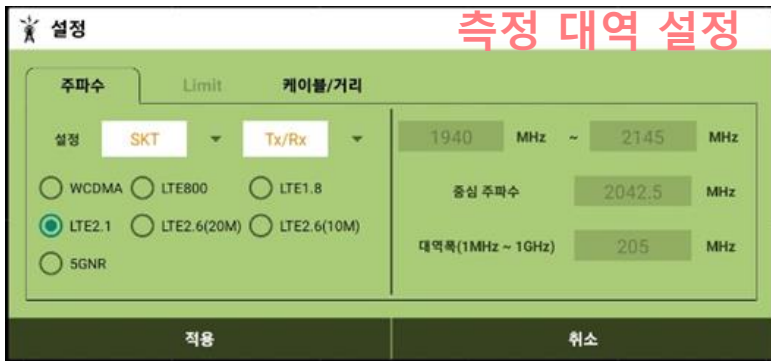 설정
측정 대역 설정
주파수 Limit 케이블/거리
설정 SKT Tx/Rx 1940 MHz ~ 2145 MHz
WCDMA LTE800 LTE1.8 중심 주파수 2042.5 MHz
LTE2.1 LTE2.6(20M) LTE2.6(10M) 대역폭(1MHz ~ 1GHz) 205 MHz
5GNR
적용 취소